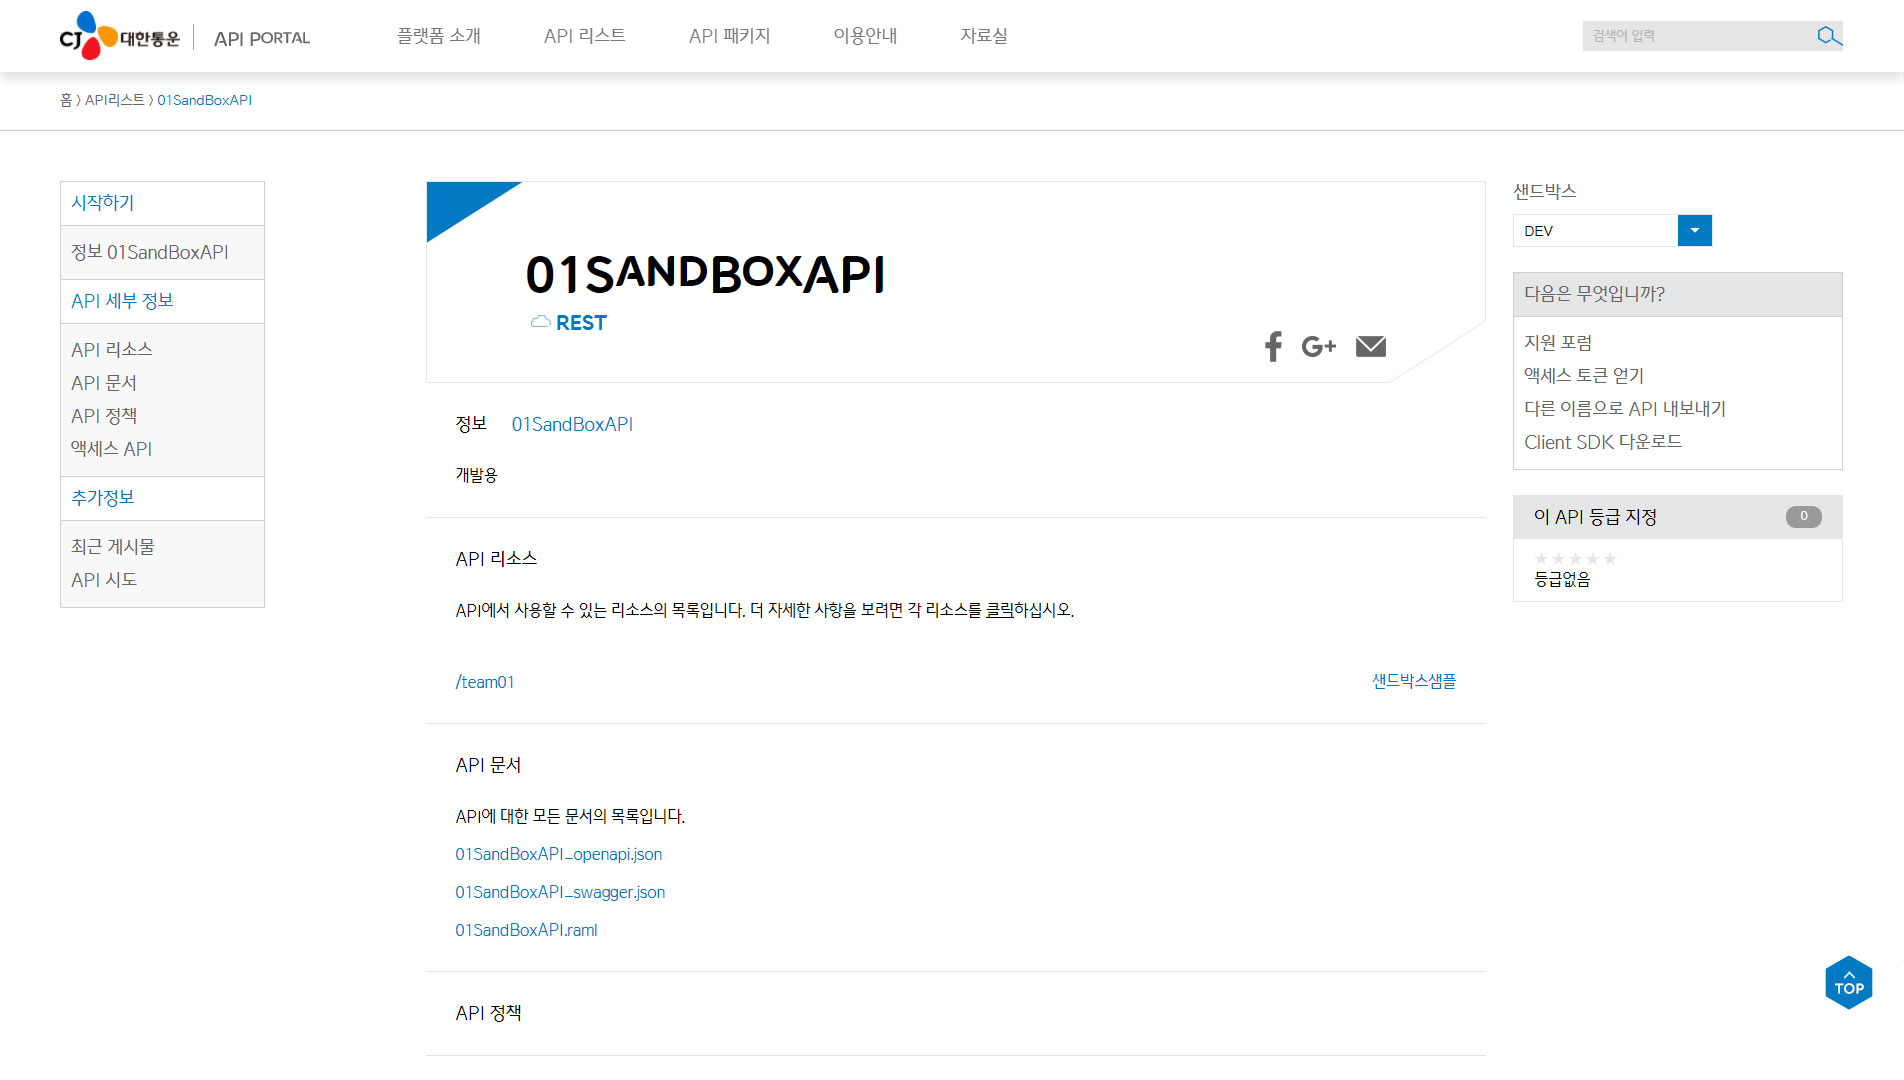 CJ대한통운 API PORTAL
플랫폼 소개 API 리스트 API 패키지 이용안내 자료실
검색어 입력
홈 > API리스트 > 01SandBoxAPI
시작하기
정보 01SandBoxAPI
API 세부 정보
API 리소스
API 문서
API 정책
액세스 API
추가정보
최근 게시물
API 시도
01SANDBOXAPI
REST
G+
정보 01SandBoxAPI
개발용
API 리소스
API에서 사용할 수 있는 리소스의 목록입니다. 더 자세한 사항을 보려면 각 리소스를 클릭하십시오.
/team01 샌드박스샘플
API 문서
API에 대한 모든 문서의 목록입니다.
01SandBoxAPI_openapi.json
01SandBoxAPI_swagger.json
01SandBoxAPI.raml
API 정책
샌드박스
DEV
다음은 무엇입니까?
지원 포럼
액세스 토큰 얻기
다른 이름으로 API 내보내기
Client SDK 다운로드
이 API 등급 지정 0
등급없음
TOP